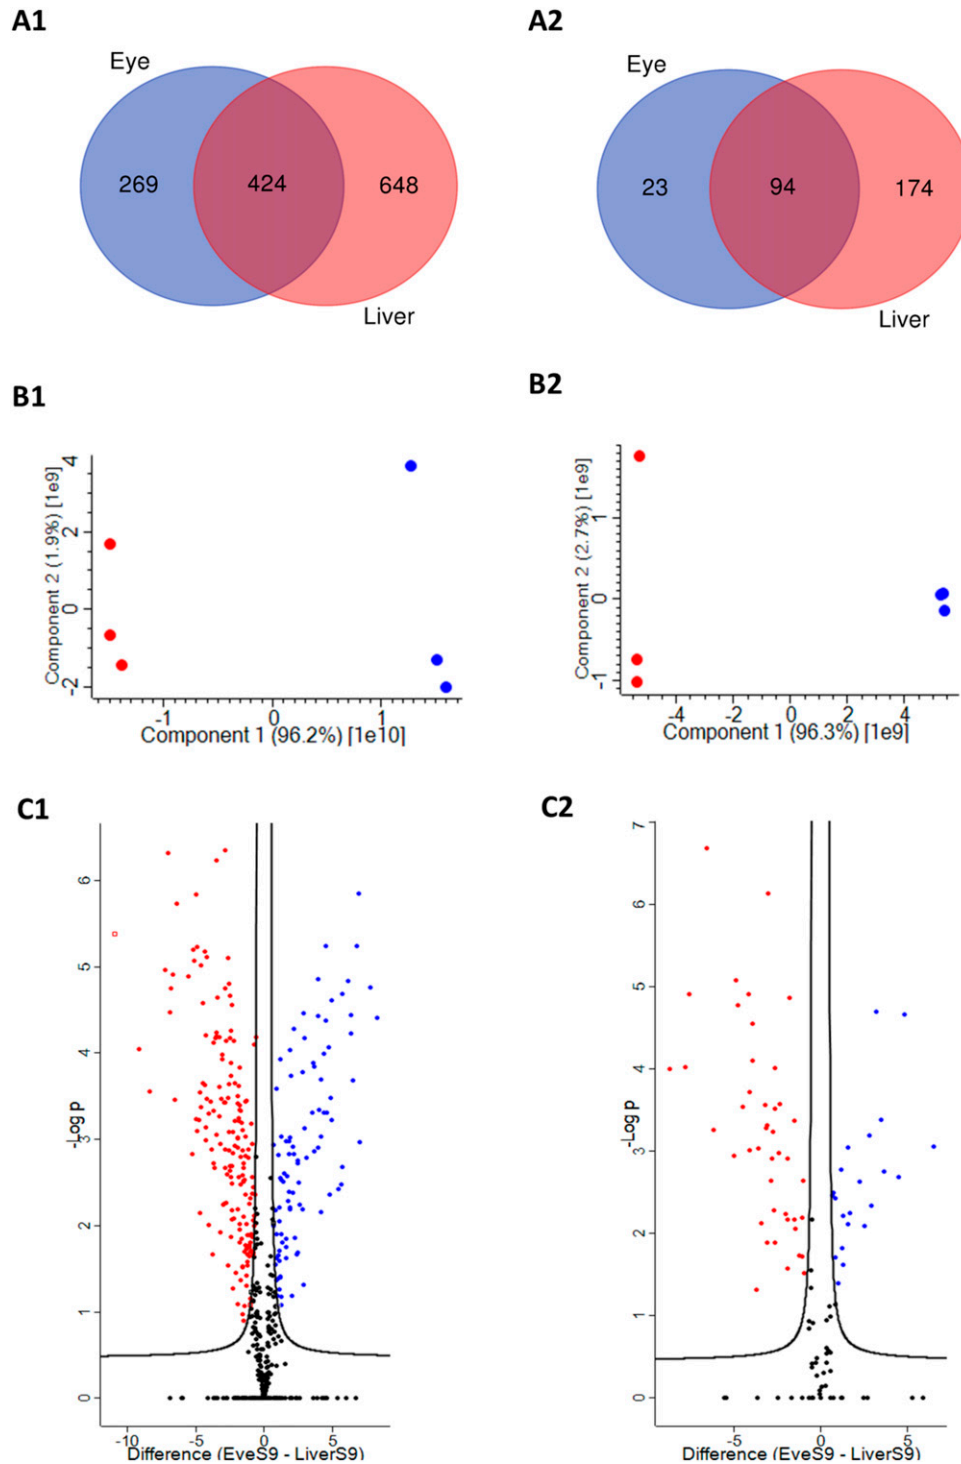 A1
A2
Eye
269
424
648
Liver
Eye
23
94
174
Liver
B1
B2
Component 2 (1.9%) [1e9]
4
2
0
-2
-1
0
1
Component 1 (96.2%) [1e10]
Component 2 (2.7%) [1e9]
1
0
-1
-4
-2
0
2
4
Component 1 (96.3%) [1e9]
C1
C2
-Log p
6
5
4
3
2
1
0
-10
-5
0
5
Difference (EyeS9 - LiverS9)
-Log p
7
6
5
4
3
2
1
0
-5
0
5
Difference (EyeS9 - LiverS9)